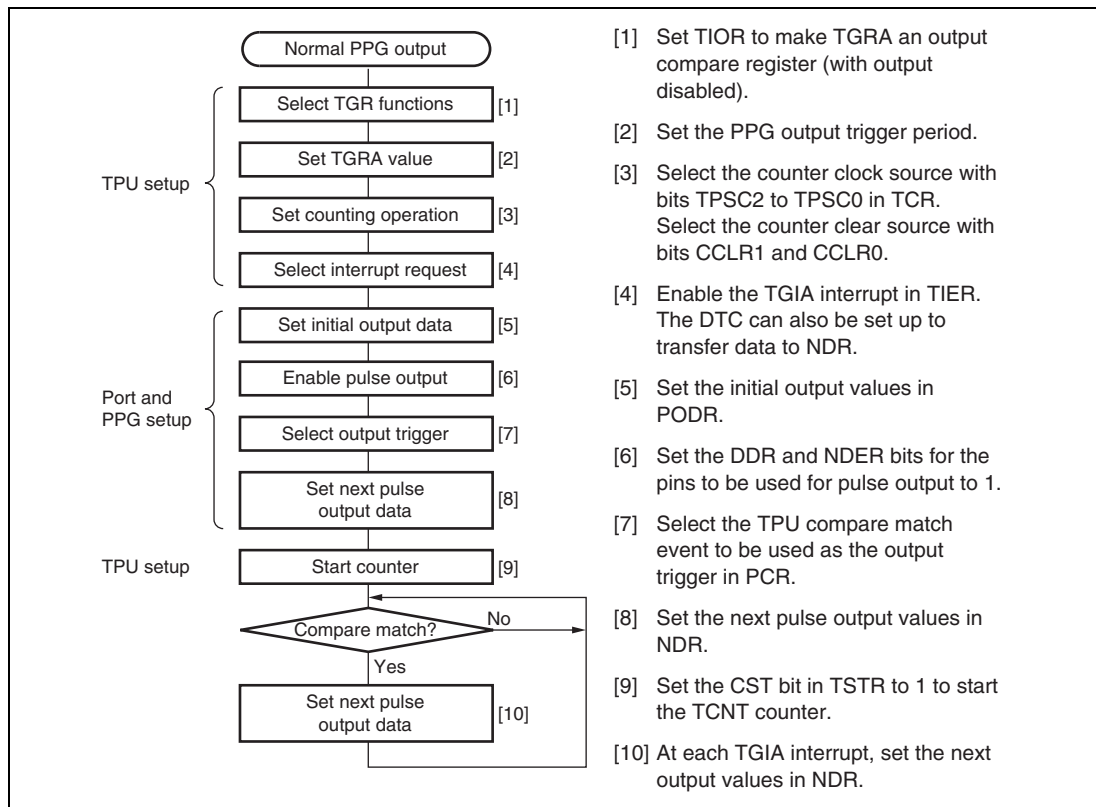 Normal PPG output
Select TGR functions [1]
Set TGRA value [2]
TPU setup
Set counting operation [3]
Select interrupt request [4]
Set initial output data [5]
Enable pulse output [6]
Port and
PPG setup
Select output trigger [7]
Set next pulse
output data
[8]
TPU setup
Start counter [9]
Compare match?
No
Yes
Set next pulse
output data
[10]
[1] Set TIOR to make TGRA an output
compare register (with output
disabled).
[2] Set the PPG output trigger period.
[3] Select the counter clock source with
bits TPSC2 to TPSC0 in TCR.
Select the counter clear source with
bits CCLR1 and CCLR0.
[4] Enable the TGIA interrupt in TIER.
The DTC can also be set up to
transfer data to NDR.
[5] Set the initial output values in
PODR.
[6] Set the DDR and NDER bits for the
pins to be used for pulse output to 1.
[7] Select the TPU compare match
event to be used as the output
trigger in PCR.
[8] Set the next pulse output values in
NDR.
[9] Set the CST bit in TSTR to 1 to start
the TCNT counter.
[10] At each TGIA interrupt, set the next
output values in NDR.